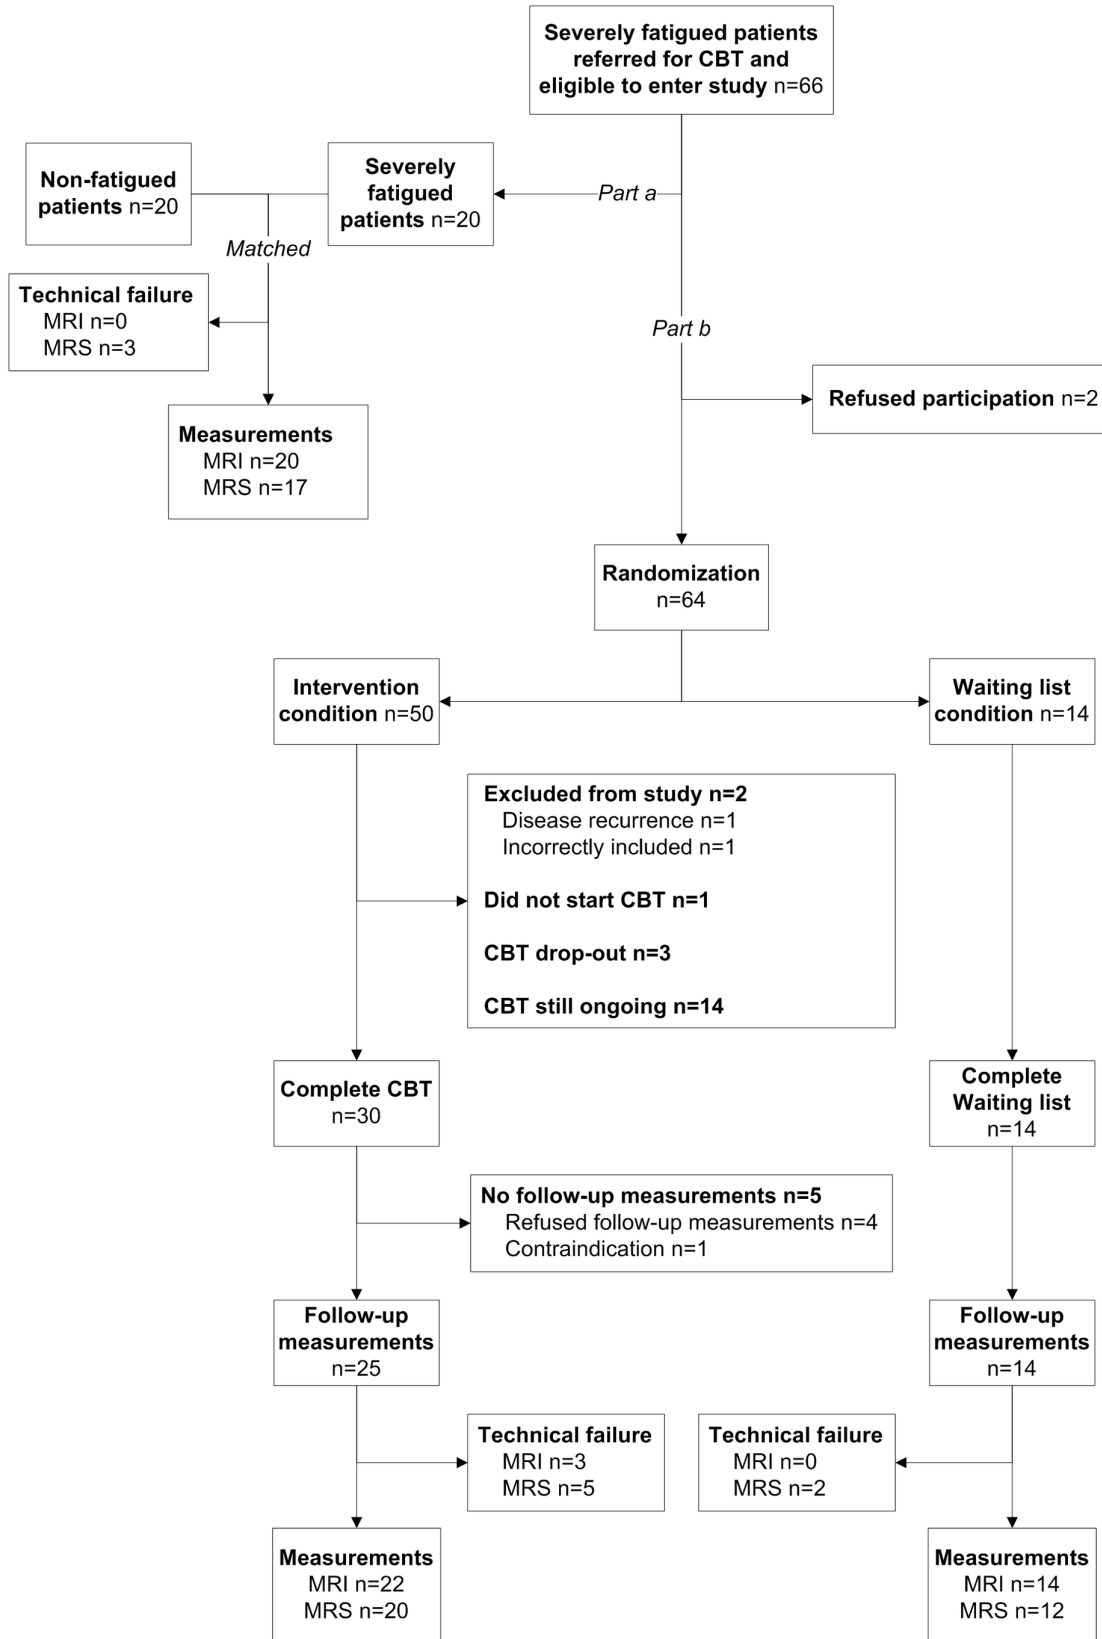 Severely fatigued patients
referred for CBT and
eligible to enter study n=66
Non-fatigued
patients n=20
Severely
fatigued
patients n=20
Part a
Matched
Technical failure
MRI n=0
MRS n=3
Part b
Refused participation n=2
Measurements
MRI n=20
MRS n=17
Randomization
n=64
Intervention
condition n=50
Waiting list
condition n=14
Excluded from study n=2
Disease recurrence n=1
Incorrectly included n=1
Did not start CBT n=1
CBT drop-out n=3
CBT still ongoing n=14
Complete CBT
n=30
Complete
Waiting list
n=14
No follow-up measurements n=5
Refused follow-up measurements n=4
Contraindication n=1
Follow-up
measurements
n=25
Follow-up
measurements
n=14
Technical failure
MRI n=3
MRS n=5
Technical failure
MRI n=0
MRS n=2
Measurements
MRI n=22
MRS n=20
Measurements
MRI n=14
MRS n=12